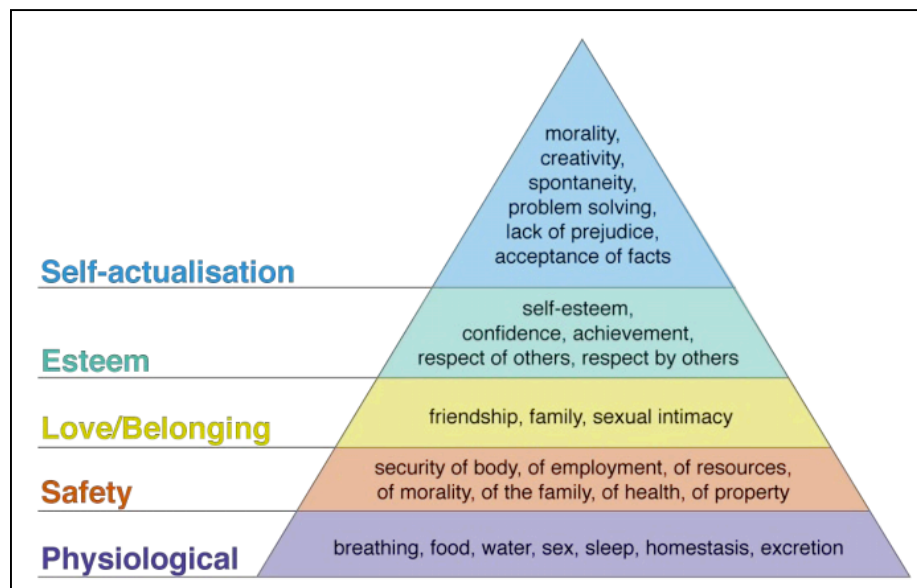 morality,
creativity,
spontaneity,
problem solving,
lack of prejudice,
acceptance of facts
Self-actualisation
self-esteem,
confidence, achievement,
respect of others, respect by others
Esteem
friendship, family, sexual intimacy
Love/Belonging
security of body, of employment, of resources,
of morality, of the family, of health, of property
Safety
breathing, food, water, sex, sleep, homestasis, excretion
Physiological